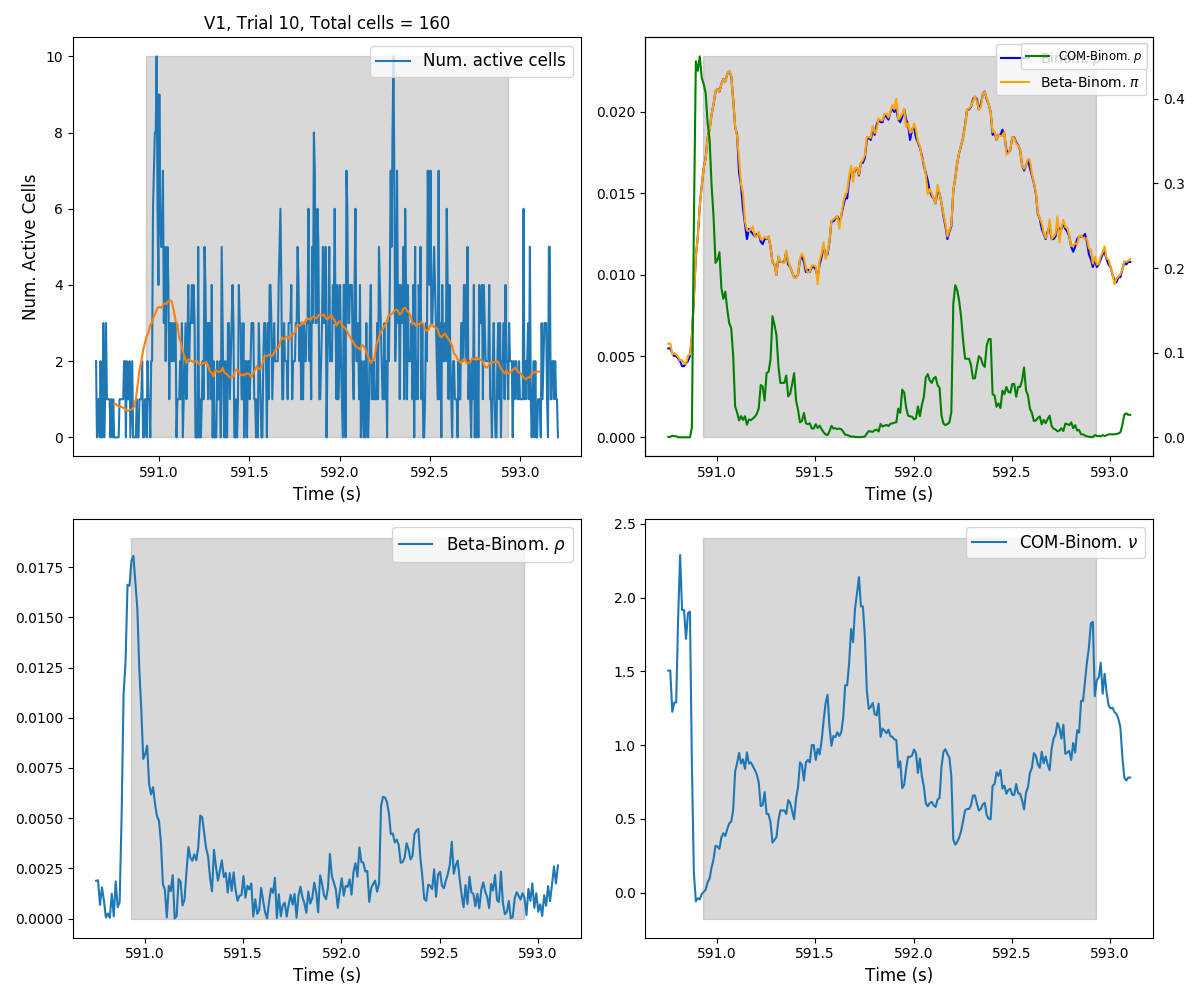 V1, Trial 10, Total cells = 160
Num. active cells
10
8
6
4
2
0
Num. Active Cells
591.0 591.5 592.0 592.5 593.0
Time (s)
COM-Binom. p
Beta-Binom. π
0.020
0.015
0.010
0.005
0.000
0.4
0.3
0.2
0.1
0.0
591.0 591.5 592.0 592.5 593.0
Time (s)
Beta-Binom. ρ
0.0175
0.0150
0.0125
0.0100
0.0075
0.0050
0.0025
0.0000
591.0 591.5 592.0 592.5 593.0
Time (s)
COM-Binom. ν
2.5
2.0
1.5
1.0
0.5
0.0
591.0 591.5 592.0 592.5 593.0
Time (s)